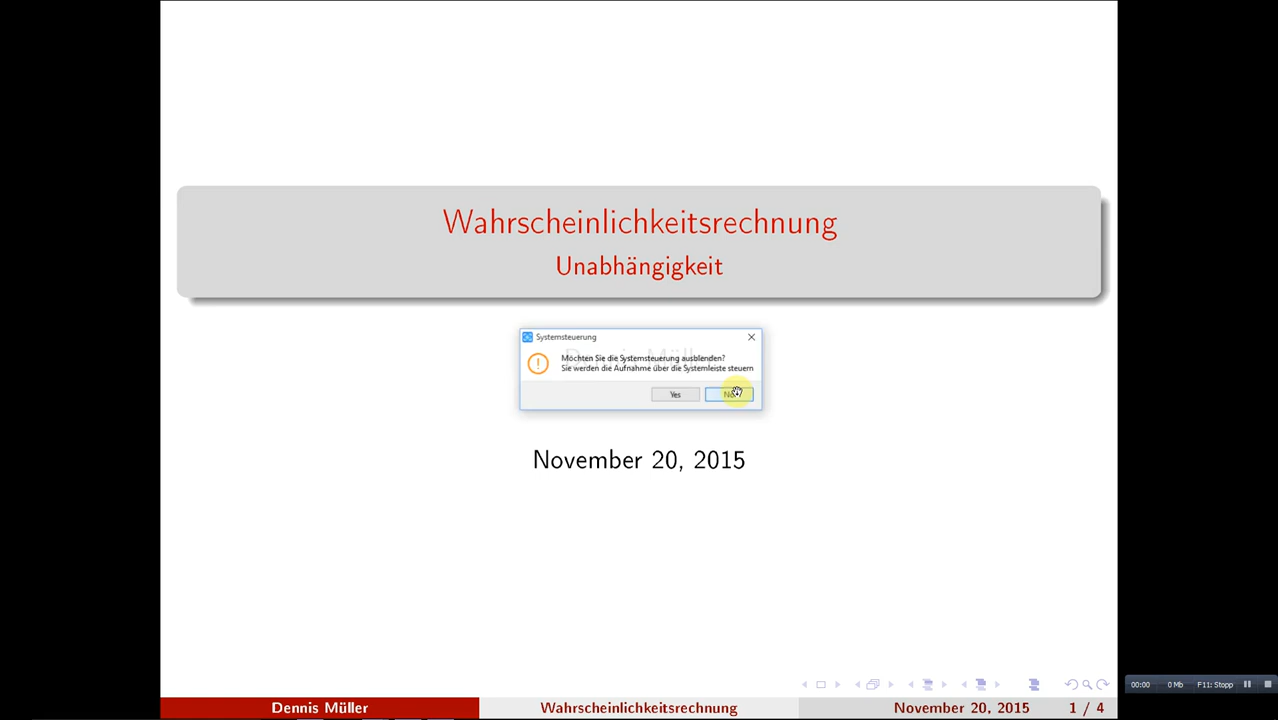 Wahrscheinlichkeitsrechnung
Unabhängigkeit
Systemsteuerung
Möchten Sie die Systemsteuerung ausblenden?
Sie werden die Aufnahme über die Systemleiste steuern
Yes
November 20, 2015
00:00 0 Mb F11: Stopp
Dennis Müller Wahrscheinlichkeitsrechnung November 20, 2015 1 / 4